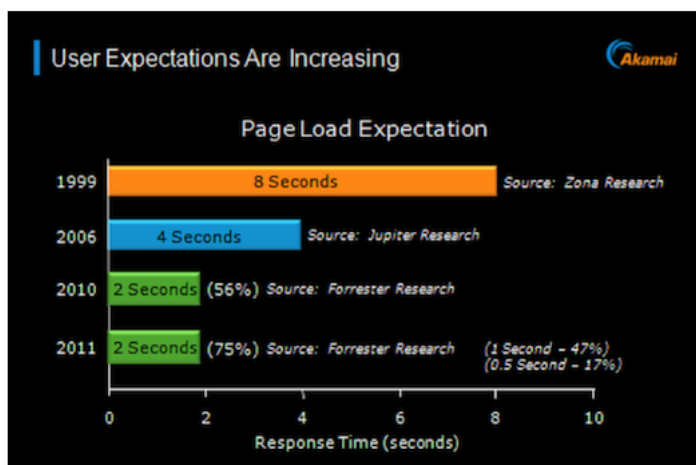 User Expectations Are Increasing
Akamai
Page Load Expectation
1999 8 Seconds Source: Zona Research
2006 4 Seconds Source: Jupiter Research
2010 2 Seconds (56%) Source: Forrester Research
2011 2 Seconds (75%) Source: Forrester Research (1 Second – 47%)
(0.5 Second – 17%)
0 2 4 6 8 10
Response Time (seconds)